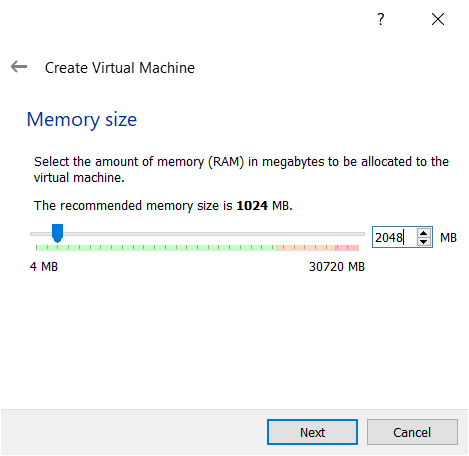 ?
Create Virtual Machine
Memory size
Select the amount of memory (RAM) in megabytes to be allocated to the
virtual machine.
The recommended memory size is 1024 MB.
2048 MB
4 MB 30720 MB
Next Cancel